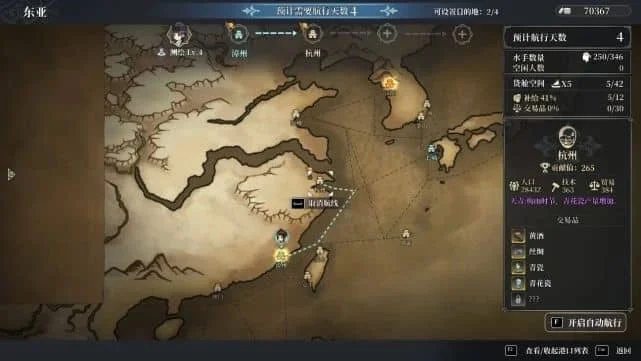 东亚
预计需要航行天数 4
可设置目的地: 2/4
70367
测绘 Lv.4
漳州
杭州
预计航行天数 4
水手数量 250/346
空闲人数 0
货舱空间 X5 5/42
补给 41% 5/12
交易品 0% 0/30
杭州
贡献值: 265
人口 28432
技术 363
贸易 384
天青:梅雨时节，青花瓷产量增加。
交易品
黄酒
丝绸
青瓷
青花瓷
???
取消航线
F 开启自动航行
查看/收起港口列表
返回